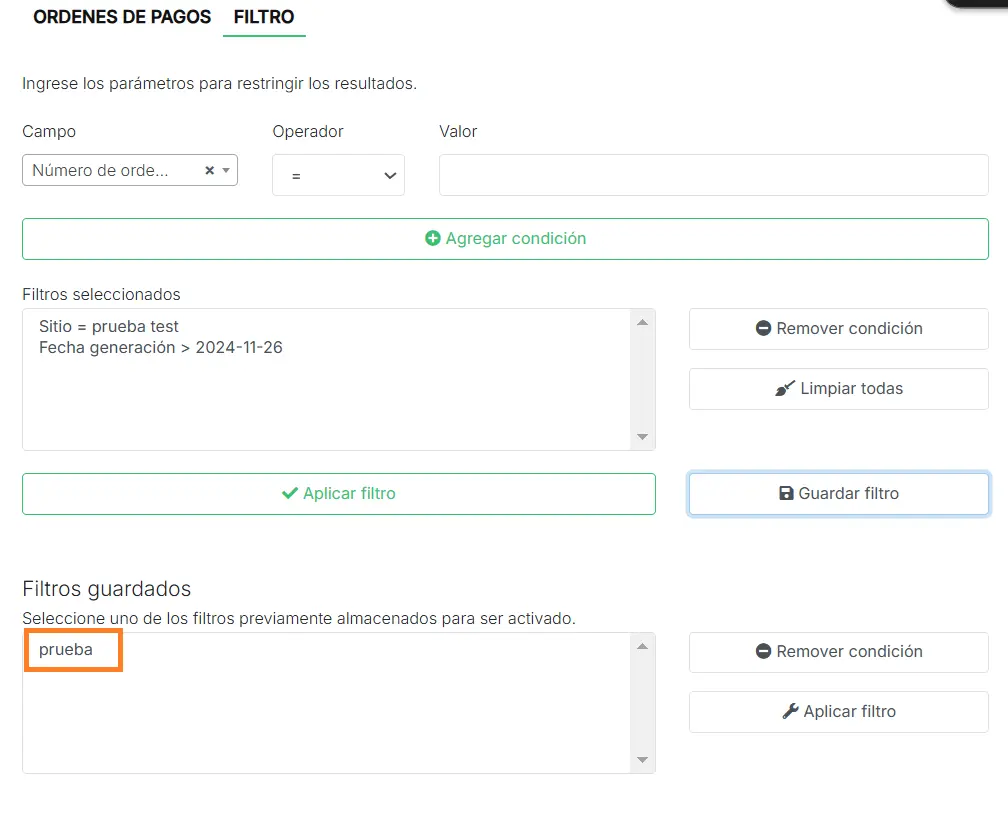 ORDENES DE PAGOS FILTRO
Ingrese los parámetros para restringir los resultados.
Campo Operador Valor
Número de orde... × =
Agregar condición
Filtros seleccionados
Sitio = prueba test
Fecha generación > 2024-11-26
Remover condición
Limpiar todas
Aplicar filtro
Guardar filtro
Filtros guardados
Seleccione uno de los filtros previamente almacenados para ser activado.
prueba
Remover condición
Aplicar filtro